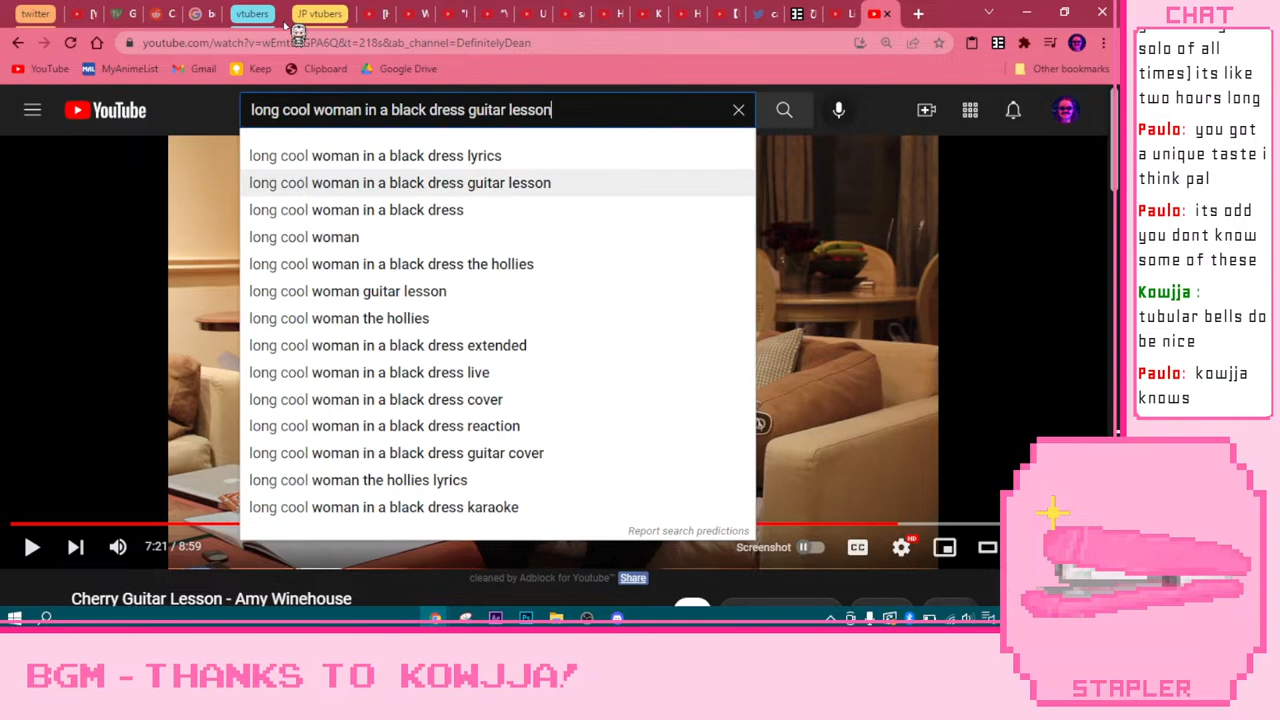 twitter
vtubers
JP vtubers
YouTube
MyAnimeList
Gmail
Keep
Clipboard
Google Drive
Other bookmarks
YouTube
long cool woman in a black dress guitar lesson
long cool woman in a black dress lyrics
long cool woman in a black dress guitar lesson
long cool woman in a black dress
long cool woman
long cool woman in a black dress the hollies
long cool woman guitar lesson
long cool woman the hollies
long cool woman in a black dress extended
long cool woman in a black dress live
long cool woman in a black dress cover
long cool woman in a black dress reaction
long cool woman in a black dress guitar cover
long cool woman the hollies lyrics
long cool woman in a black dress karaoke
Report search predictions
7:21 / 8:59
Screenshot
CC
HD
cleaned by Adblock for Youtube™ Share
Cherry Guitar Lesson - Amy Winehouse
CHAT
solo of all
times] its like
two hours long
Paulo: you got
a unique taste i
think pal
Paulo: its odd
you dont know
some of these
Kowjja :
tubular bells do
be nice
Paulo: kowjja
knows
BGM - THANKS TO KOWJJA!
STAPLER